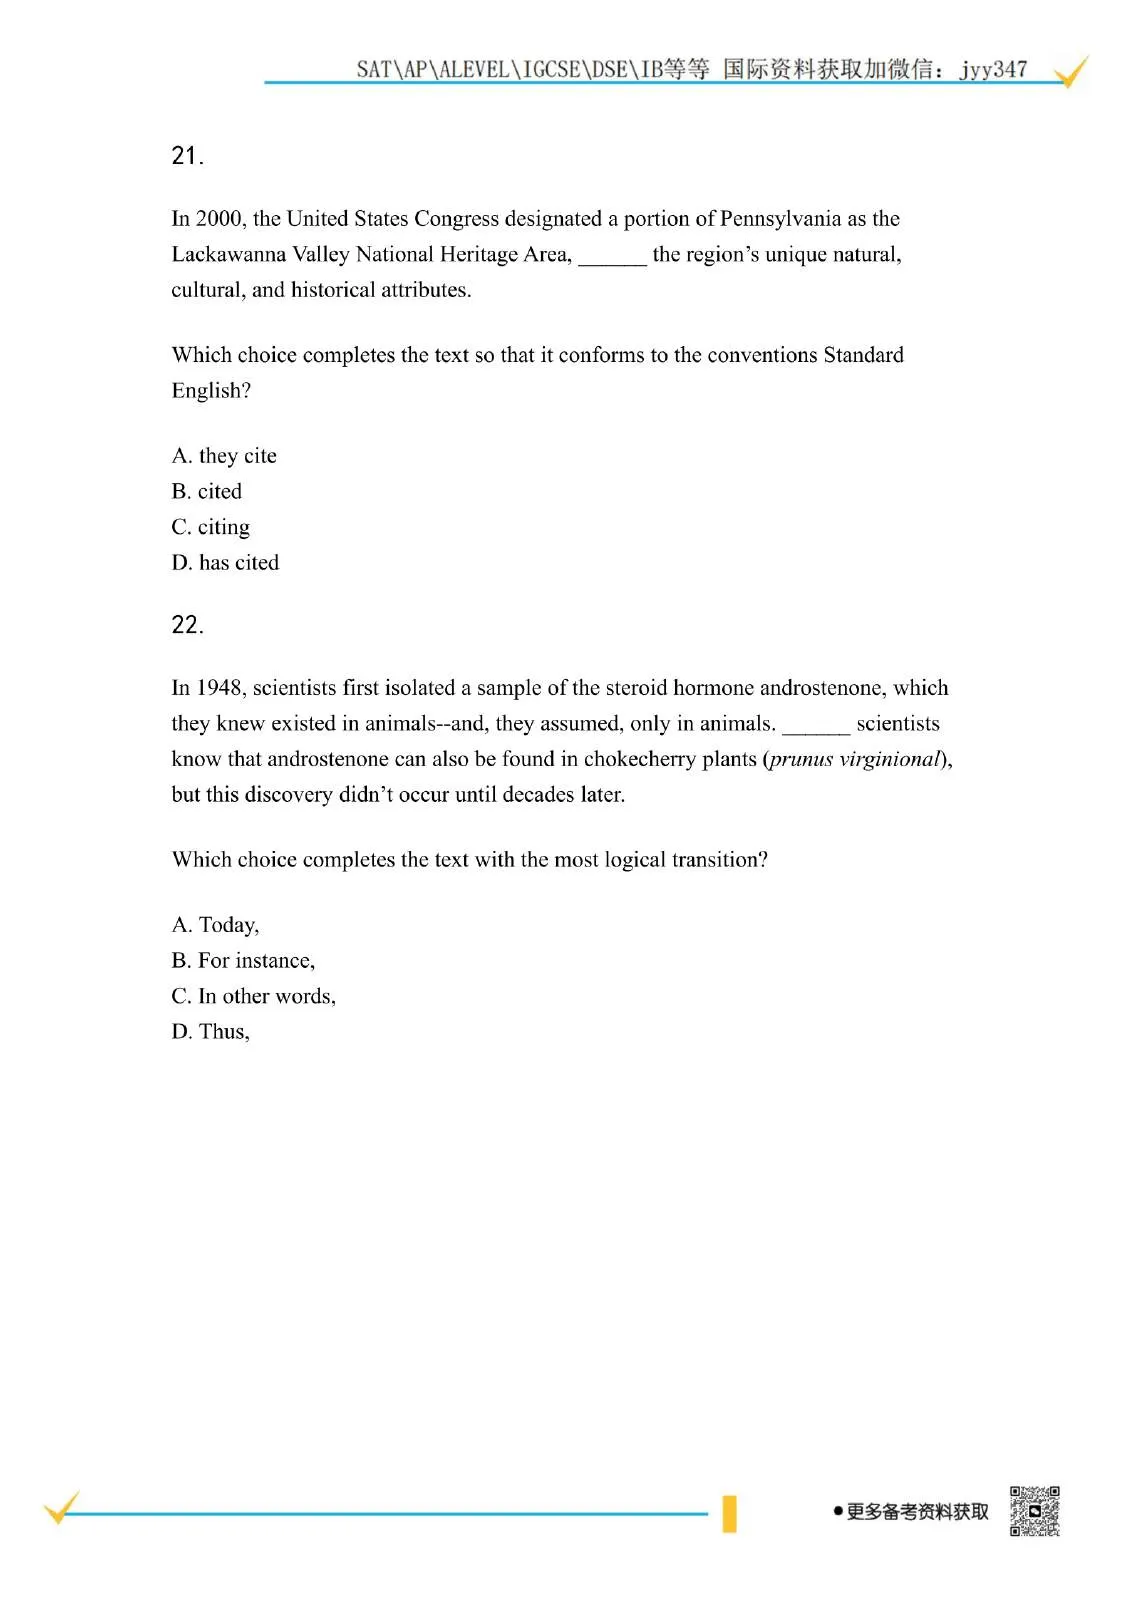 SAT\AP\ALEVEL\IGCSE\DSE\IB等等 国际资料获取加微信：jyy347
21.
In 2000, the United States Congress designated a portion of Pennsylvania as the
Lackawanna Valley National Heritage Area, ______ the region's unique natural,
cultural, and historical attributes.
Which choice completes the text so that it conforms to the conventions Standard
English?
A. they cite
B. cited
C. citing
D. has cited
22.
In 1948, scientists first isolated a sample of the steroid hormone androstenone, which
they knew existed in animals--and, they assumed, only in animals. ______ scientists
know that androstenone can also be found in chokecherry plants (prunus virginional),
but this discovery didn't occur until decades later.
Which choice completes the text with the most logical transition?
A. Today,
B. For instance,
C. In other words,
D. Thus,
●更多备考资料获取